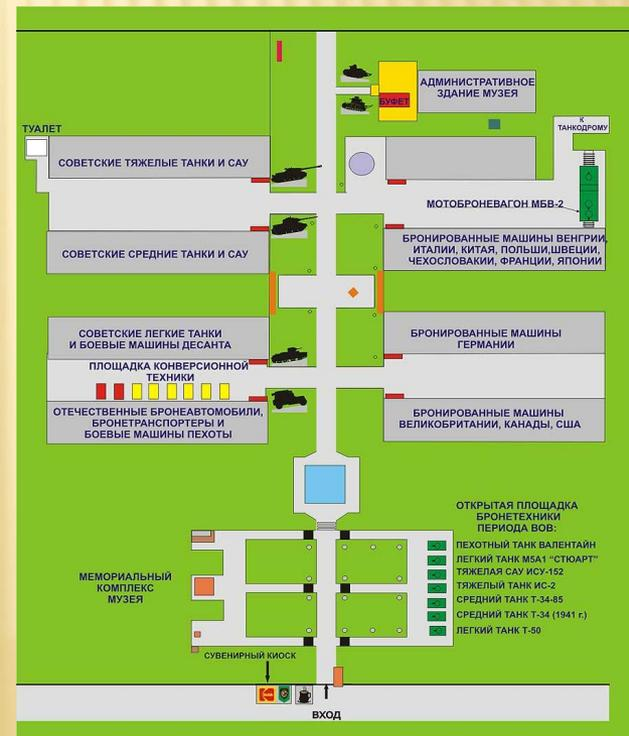 АДМИНИСТРАТИВНОЕ
ЗДАНИЕ МУЗЕЯ
БУФЕТ
К
ТАНКОДРОМУ
ТУАЛЕТ
СОВЕТСКИЕ ТЯЖЕЛЫЕ ТАНКИ И САУ
МОТОБРОНЕВАГОН МБВ-2
СОВЕТСКИЕ СРЕДНИЕ ТАНКИ И САУ
БРОНИРОВАННЫЕ МАШИНЫ ВЕНГРИИ,
ИТАЛИИ, КИТАЯ, ПОЛЬШИ,ШВЕЦИИ,
ЧЕХОСЛОВАКИИ, ФРАНЦИИ, ЯПОНИИ
СОВЕТСКИЕ ЛЕГКИЕ ТАНКИ
И БОЕВЫЕ МАШИНЫ ДЕСАНТА
БРОНИРОВАННЫЕ МАШИНЫ
ГЕРМАНИИ
ПЛОЩАДКА КОНВЕРСИОННОЙ
ТЕХНИКИ
ОТЕЧЕСТВЕННЫЕ БРОНЕАВТОМОБИЛИ,
БРОНЕТРАНСПОРТЕРЫ И
БОЕВЫЕ МАШИНЫ ПЕХОТЫ
БРОНИРОВАННЫЕ МАШИНЫ
ВЕЛИКОБРИТАНИИ, КАНАДЫ, США
ОТКРЫТАЯ ПЛОЩАДКА
БРОНЕТЕХНИКИ
ПЕРИОДА ВОВ:
ПЕХОТНЫЙ ТАНК ВАЛЕНТАЙН
ЛЕГКИЙ ТАНК М5А1 "СТЮАРТ"
ТЯЖЕЛАЯ САУ ИСУ-152
ТЯЖЕЛЫЙ ТАНК ИС-2
СРЕДНИЙ ТАНК Т-34-85
СРЕДНИЙ ТАНК Т-34 (1941 г.)
ЛЕГКИЙ ТАНК Т-50
МЕМОРИАЛЬНЫЙ
КОМПЛЕКС
МУЗЕЯ
СУВЕНИРНЫЙ КИОСК
ВХОД